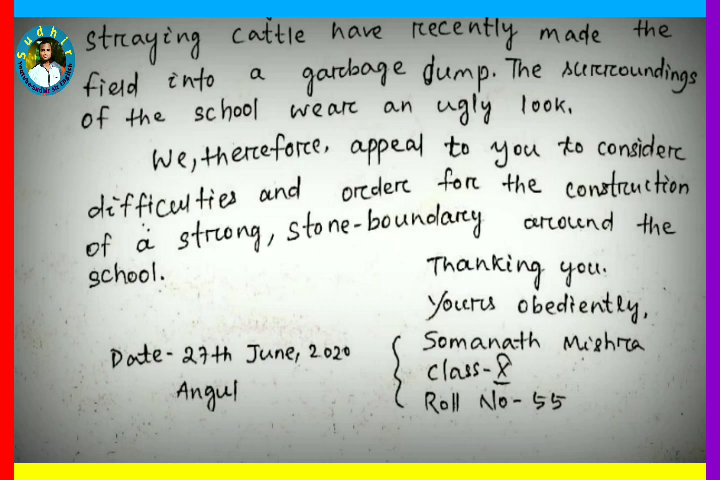 Sudhir
straying cattle have recently made the
field into a garbage dump. The surroundings
of the school weare an ugly look.
We, therefore, appeal to you to consider
difficulties and order for the construction
of a strong, stone-boundary around the
school.
Thanking you.
Yours obediently,
Somanath Mishra
Class-X
Roll No-55
Date- 27th June, 2020
Angul